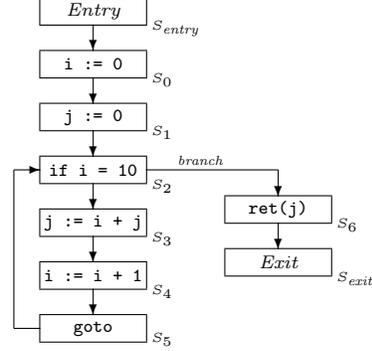 Entry
S_entry
i := 0
S_0
j := 0
S_1
if i = 10
branch
S_2
ret(j)
j := i + j
S_6
S_3
Exit
i := i + 1
S_exit
S_4
goto
S_5